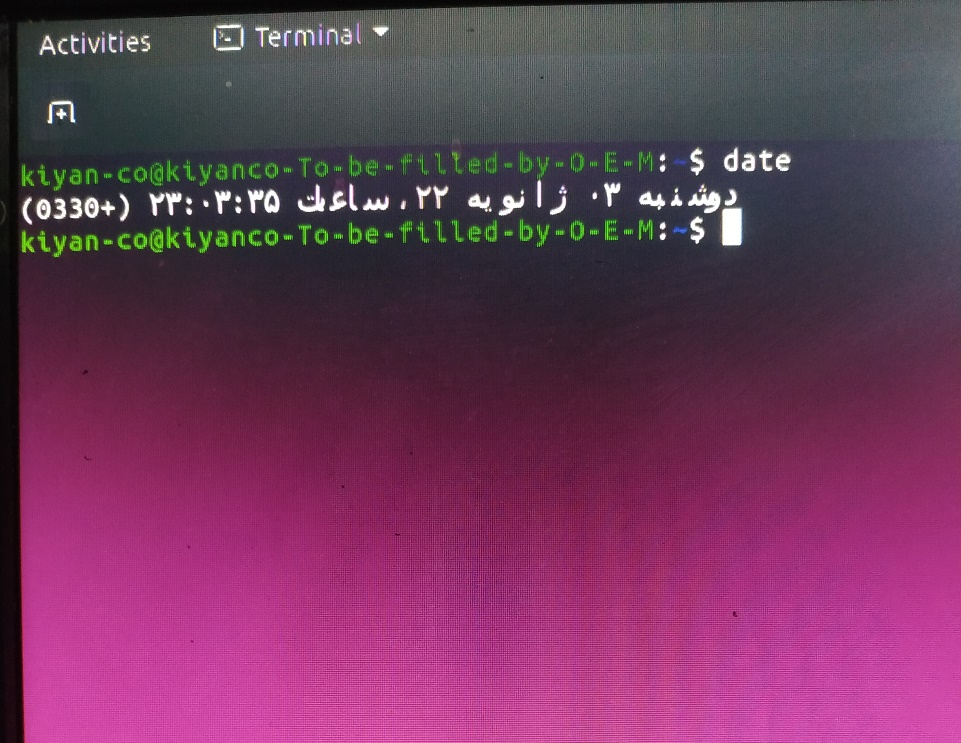 Activities Terminal
kiyan-co@kiyanco-To-be-filled-by-O-E-M:~$ date
دوشنبه ۰۳ ژانویه ۲۲، ساعت ۲۳:۰۳:۳۵ (+0330)
kiyan-co@kiyanco-To-be-filled-by-O-E-M:~$